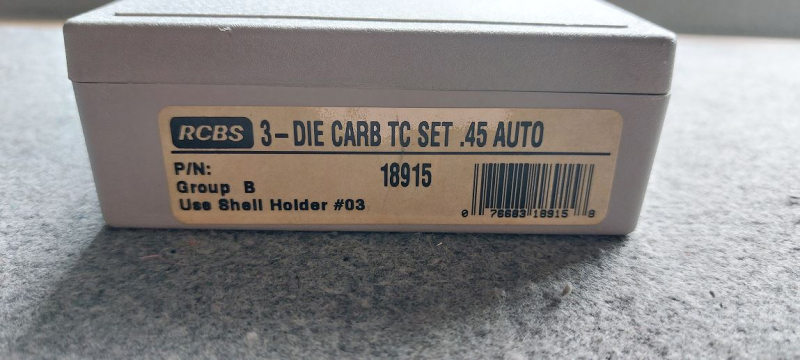 RCBS 3-DIE CARB TC SET .45 AUTO
P/N: 18915
Group B
Use Shell Holder #03
0 76683 18915 8